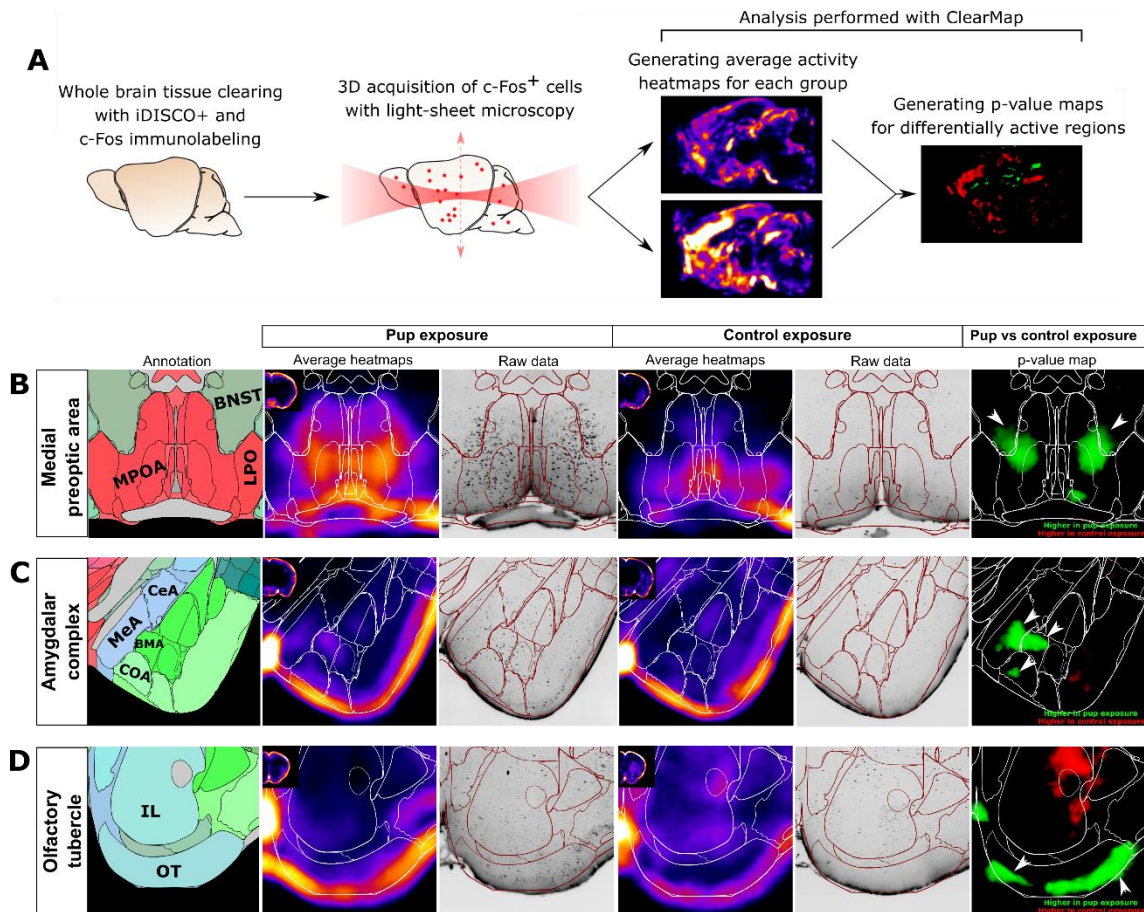 Analysis performed with ClearMap
A
Whole brain tissue clearing
with iDISCO+ and
c-Fos immunolabeling
3D acquisition of c-Fos+ cells
with light-sheet microscopy
Generating average activity
heatmaps for each group
Generating p-value maps
for differentially active regions
Pup exposure
Control exposure
Pup vs control exposure
Annotation
Average heatmaps
Raw data
Average heatmaps
Raw data
p-value map
B
Medial
preoptic area
BNST
MPOA
LPO
Higher in pup exposure
Higher in control exposure
C
Amygdalar
complex
CeA
MeA
BMA
COA
Higher in pup exposure
Higher in control exposure
D
Olfactory
tubercle
IL
OT
Higher in pup exposure
Higher in control exposure